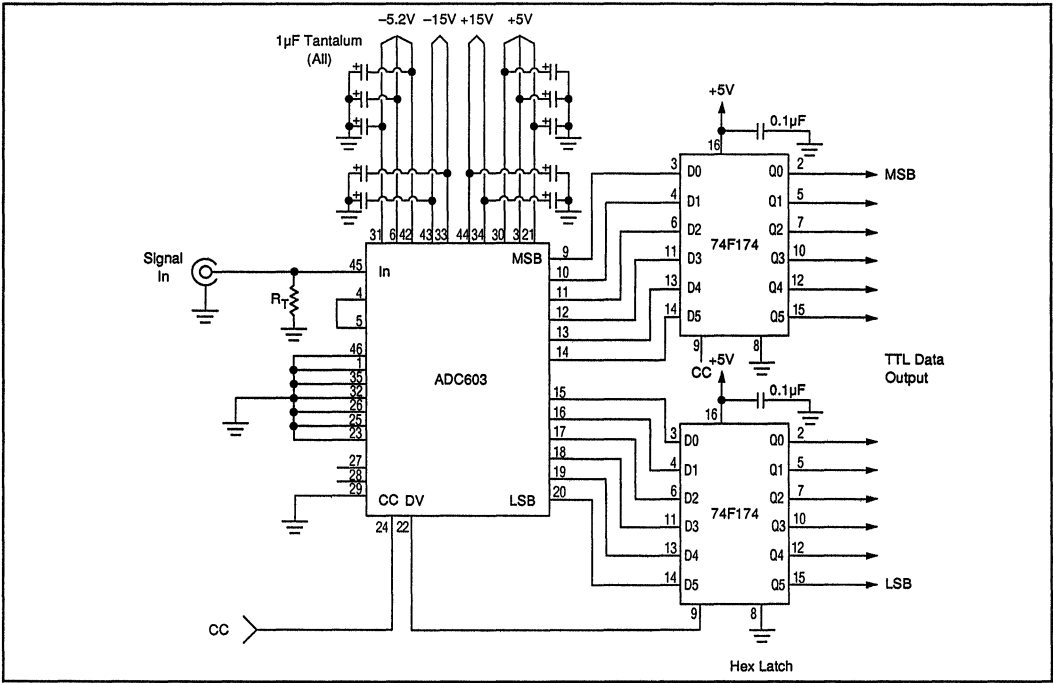 –5.2V –15V +15V +5V
1µF Tantalum
(All)
+ +
+ +
+ +
+ +
+ +
31 6 42 43 33 44 34 30 3 21
Signal
In
45 In
R_T
4
5
46
1
35
32
26
25
23
27
28
29
ADC603
MSB 9
10
11
12
13
14
15
16
17
18
19
LSB 20
CC DV
24 22
CC
+5V
0.1µF
16
3 D0 Q0 2 MSB
4 D1 Q1 5
6 D2 Q2 7
74F174
11 D3 Q3 10
13 D4 Q4 12
14 D5 Q5 15
9 8
CC +5V
TTL Data
Output
0.1µF
16
3 D0 Q0 2
4 D1 Q1 5
6 D2 Q2 7
74F174
11 D3 Q3 10
13 D4 Q4 12
14 D5 Q5 15 LSB
9 8
Hex Latch